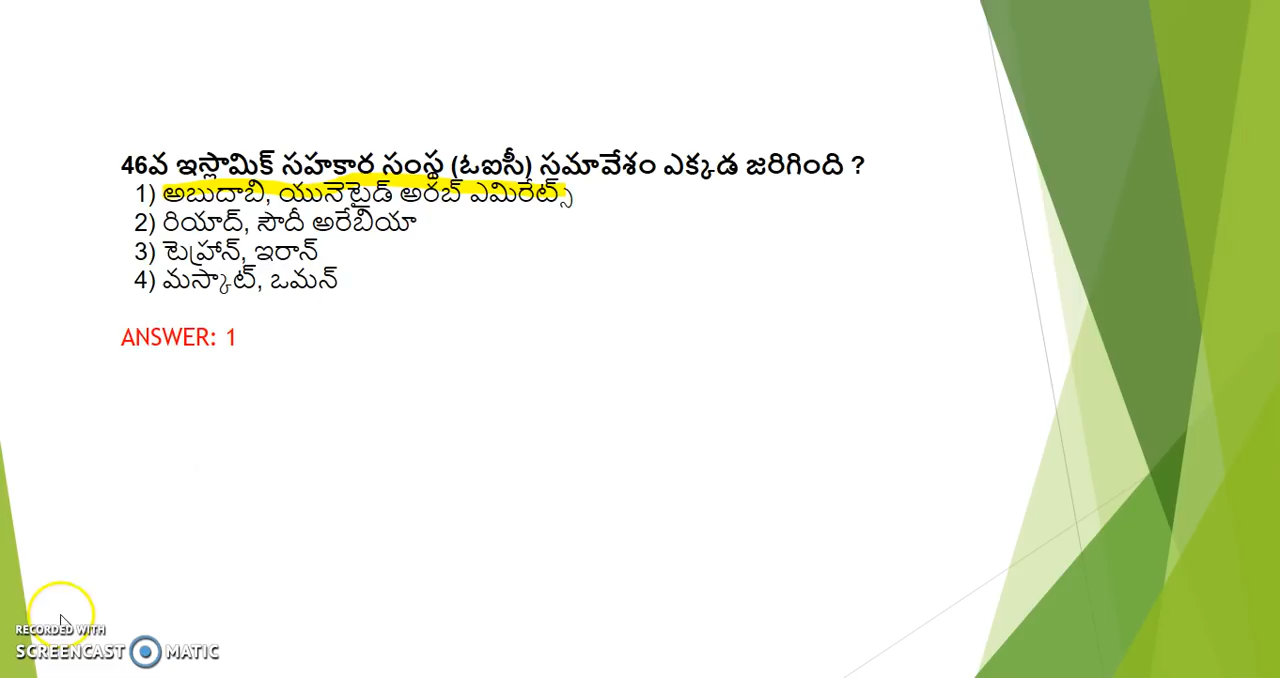 46వ ఇస్లామిక్ సహకార సంస్థ (ఓఐసీ) సమావేశం ఎక్కడ జరిగింది ?
1) అబుదాబి, యునెటైడ్ అరబ్ ఎమిరేట్స్
2) రియాద్, సౌదీ అరేబియా
3) టెహ్రాన్, ఇరాన్
4) మస్కాట్, ఒమన్
ANSWER: 1
RECORDED WITH
SCREENCAST MATIC